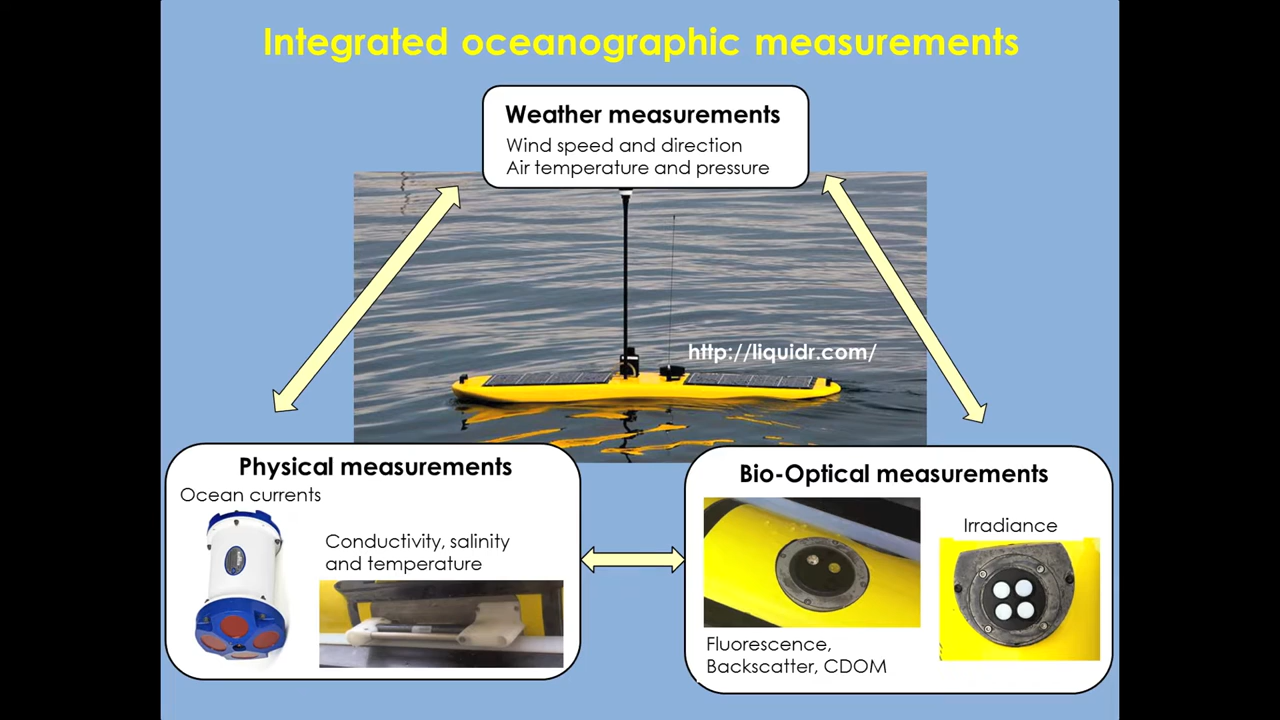 Integrated oceanographic measurements
Weather measurements
Wind speed and direction
Air temperature and pressure
http://liquidr.com/
Physical measurements
Ocean currents
Conductivity, salinity
and temperature
Bio-Optical measurements
Irradiance
Fluorescence,
Backscatter, CDOM